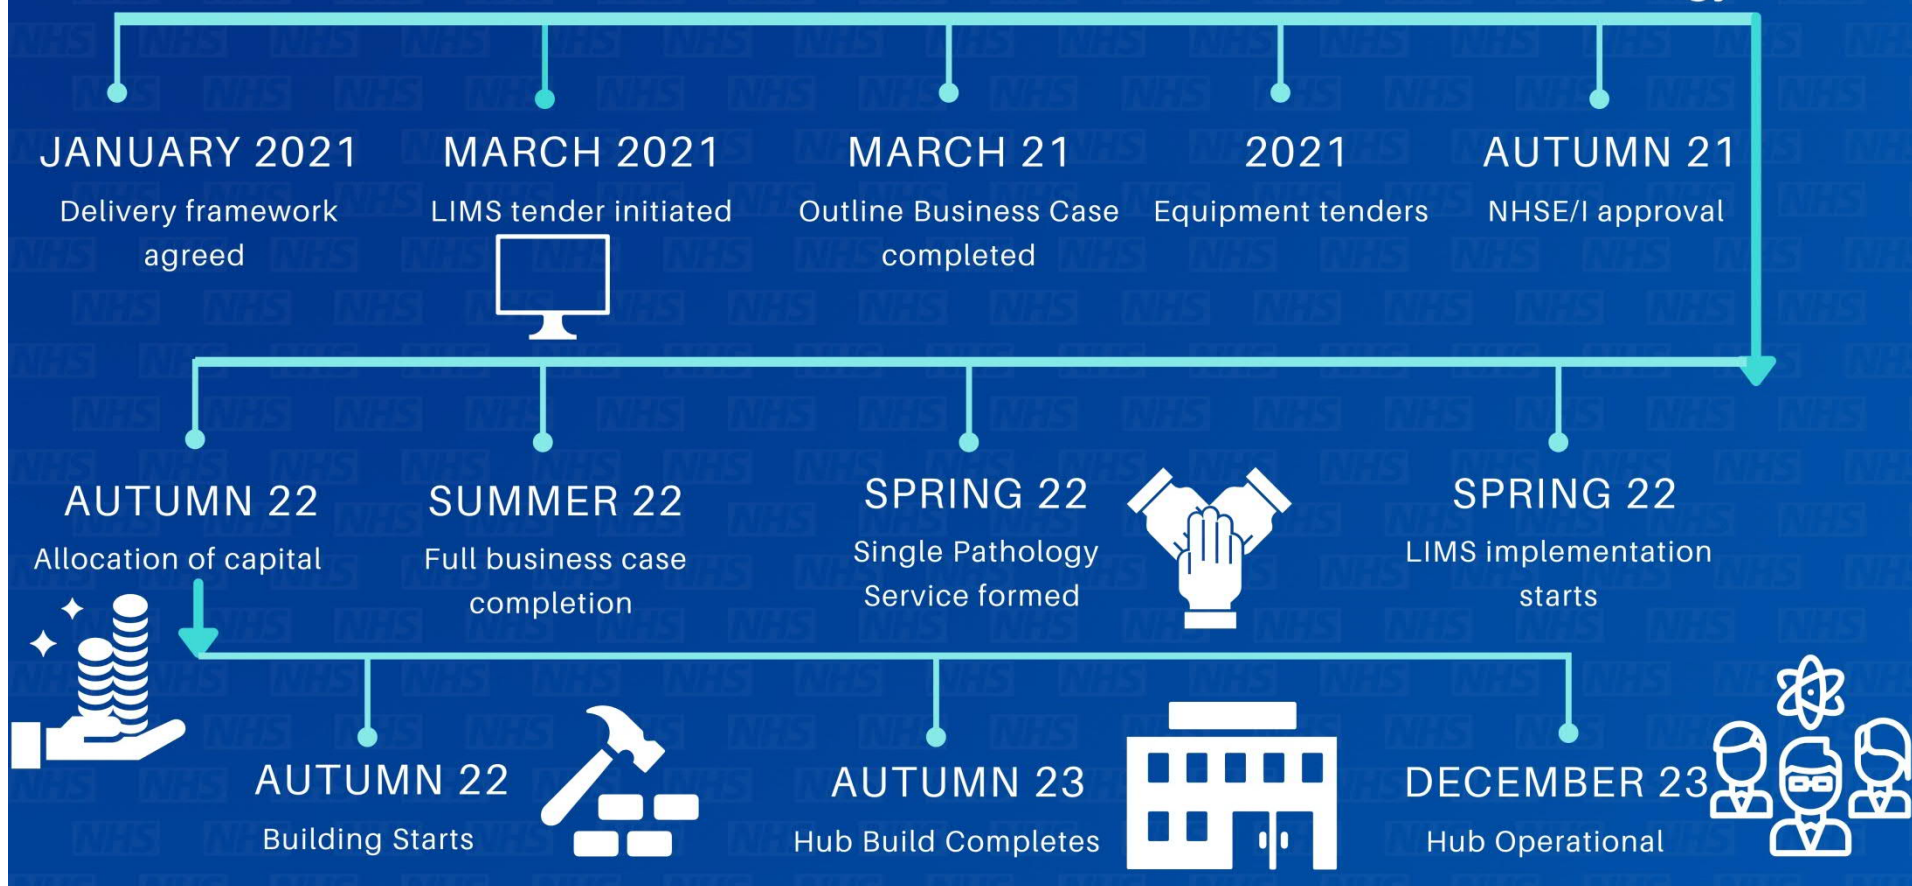 JANUARY 2021
Delivery framework
agreed
MARCH 2021
LIMS tender initiated
MARCH 21
Outline Business Case
completed
2021
Equipment tenders
AUTUMN 21
NHSE/I approval
AUTUMN 22
Allocation of capital
SUMMER 22
Full business case
completion
SPRING 22
Single Pathology
Service formed
SPRING 22
LIMS implementation
starts
AUTUMN 22
Building Starts
AUTUMN 23
Hub Build Completes
DECEMBER 23
Hub Operational